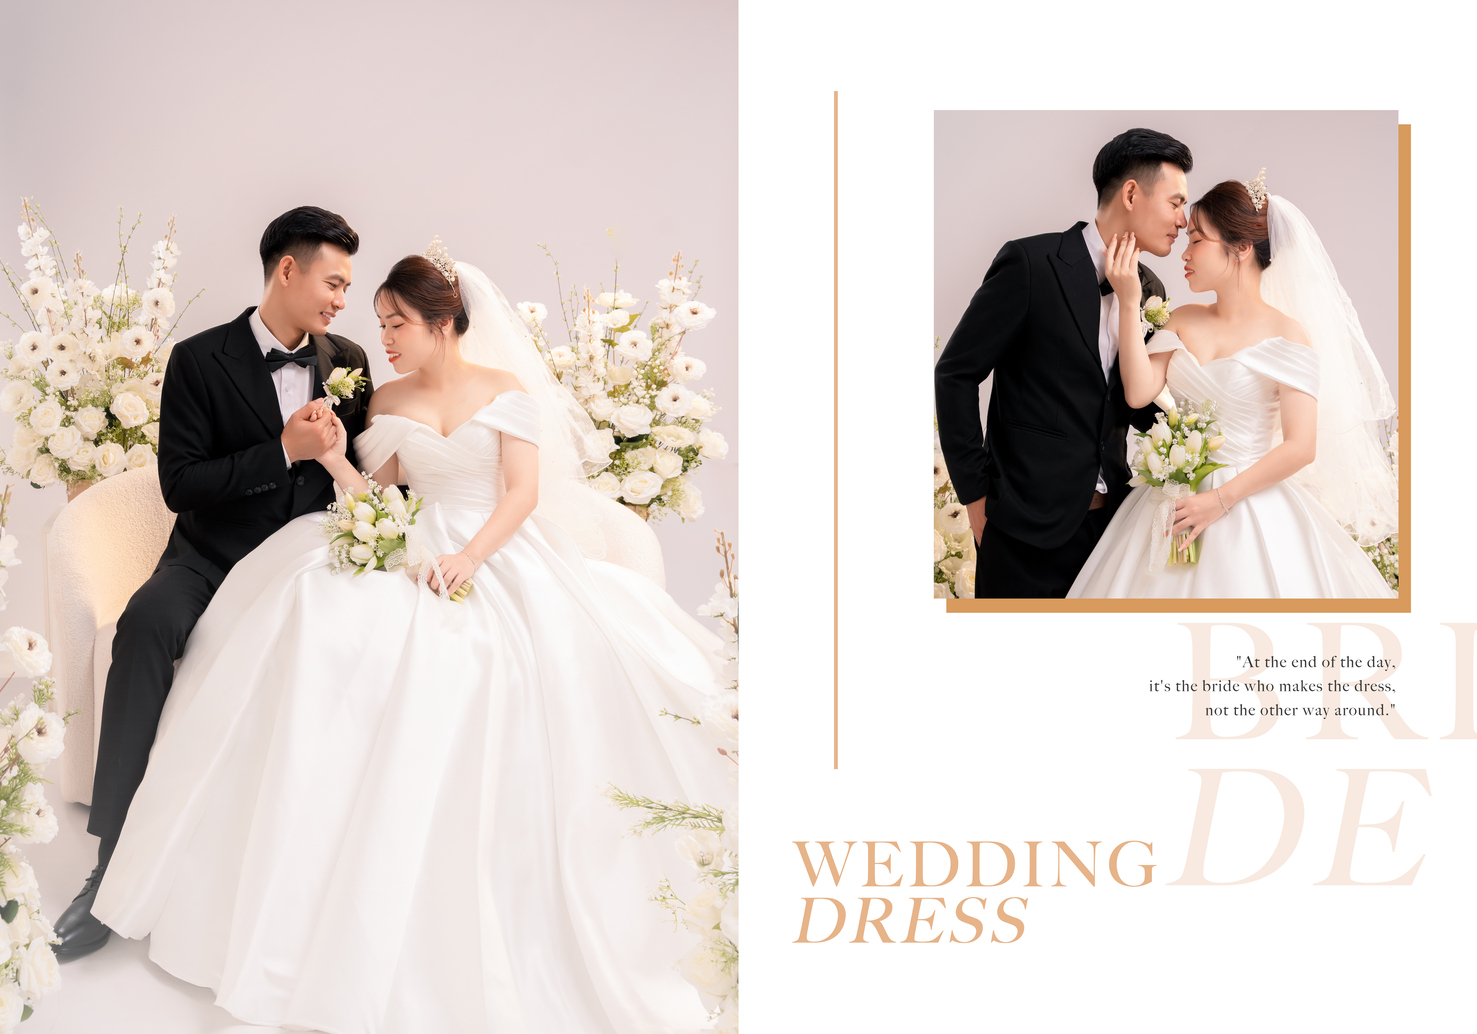 "At the end of the day,
it's the bride who makes the dress,
not the other way around."
BRI
DE
WEDDING
DRESS